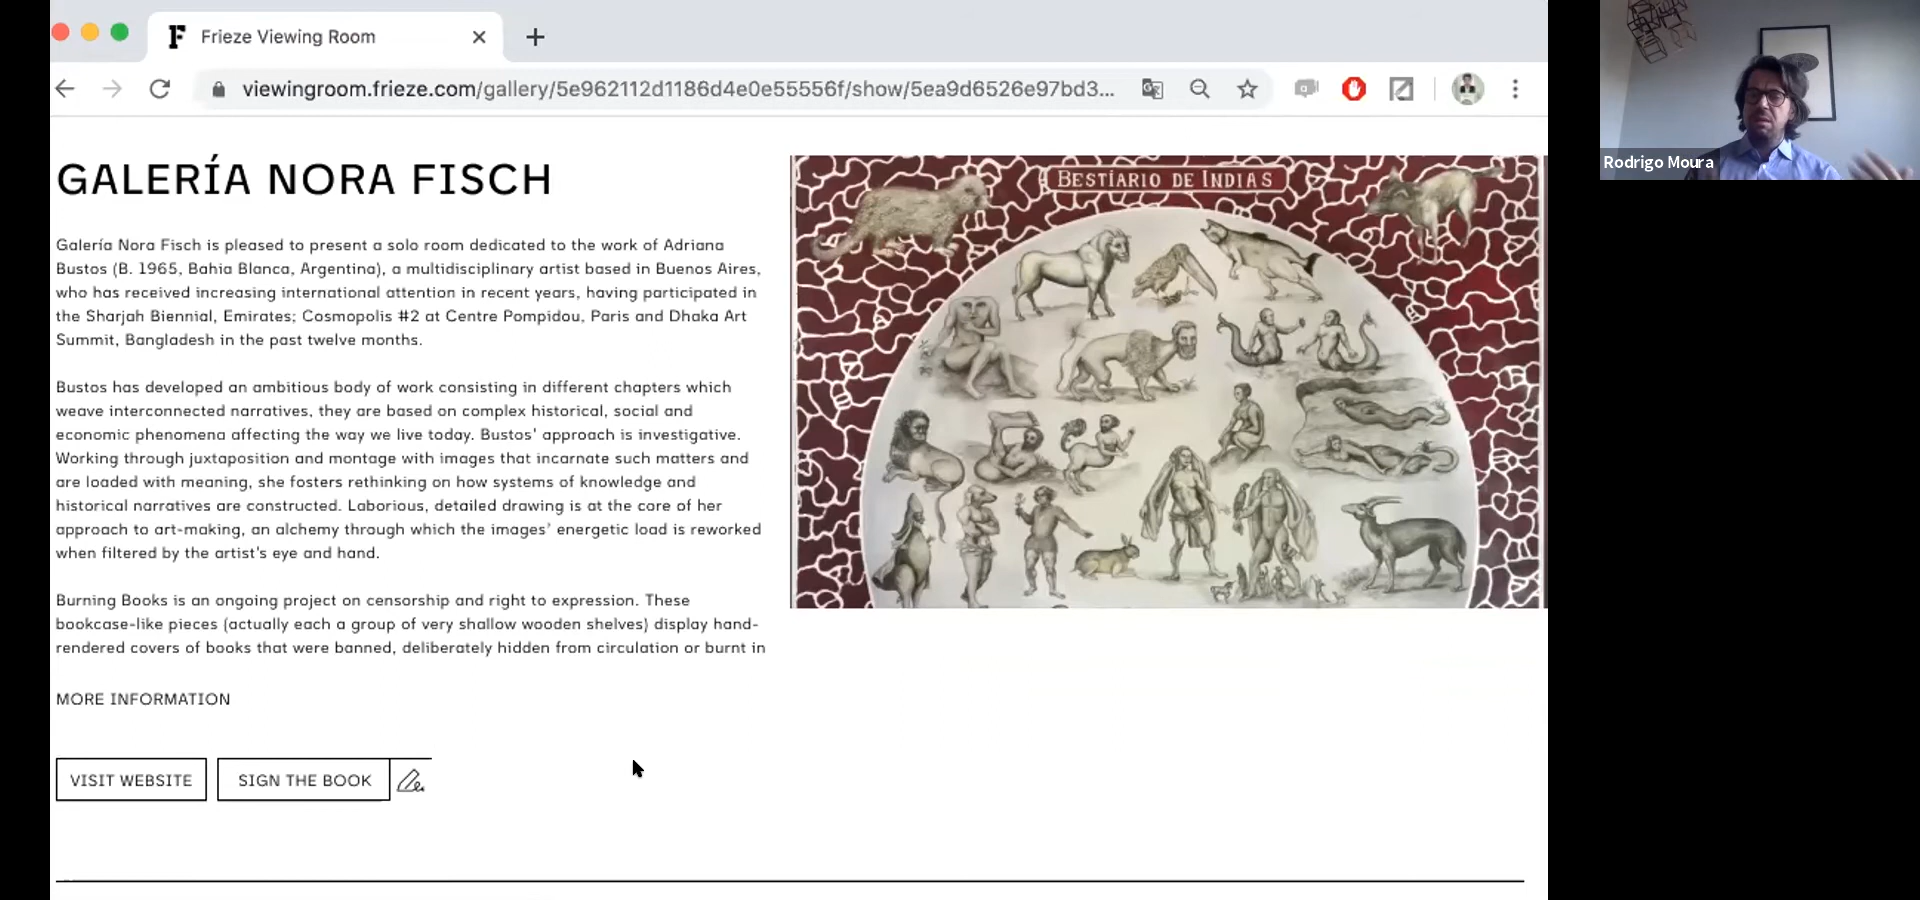 Frieze Viewing Room
viewingroom.frieze.com/gallery/5e962112d1186d4e0e55556f/show/5ea9d6526e97bd3...
Rodrigo Moura
GALERÍA NORA FISCH
BESTÍARIO DE INDIAS
Galería Nora Fisch is pleased to present a solo room dedicated to the work of Adriana
Bustos (B. 1965, Bahia Blanca, Argentina), a multidisciplinary artist based in Buenos Aires,
who has received increasing international attention in recent years, having participated in
the Sharjah Biennial, Emirates; Cosmopolis #2 at Centre Pompidou, Paris and Dhaka Art
Summit, Bangladesh in the past twelve months.
Bustos has developed an ambitious body of work consisting in different chapters which
weave interconnected narratives, they are based on complex historical, social and
economic phenomena affecting the way we live today. Bustos' approach is investigative.
Working through juxtaposition and montage with images that incarnate such matters and
are loaded with meaning, she fosters rethinking on how systems of knowledge and
historical narratives are constructed. Laborious, detailed drawing is at the core of her
approach to art-making, an alchemy through which the images' energetic load is reworked
when filtered by the artist's eye and hand.
Burning Books is an ongoing project on censorship and right to expression. These
bookcase-like pieces (actually each a group of very shallow wooden shelves) display hand-
rendered covers of books that were banned, deliberately hidden from circulation or burnt in
MORE INFORMATION
VISIT WEBSITE
SIGN THE BOOK